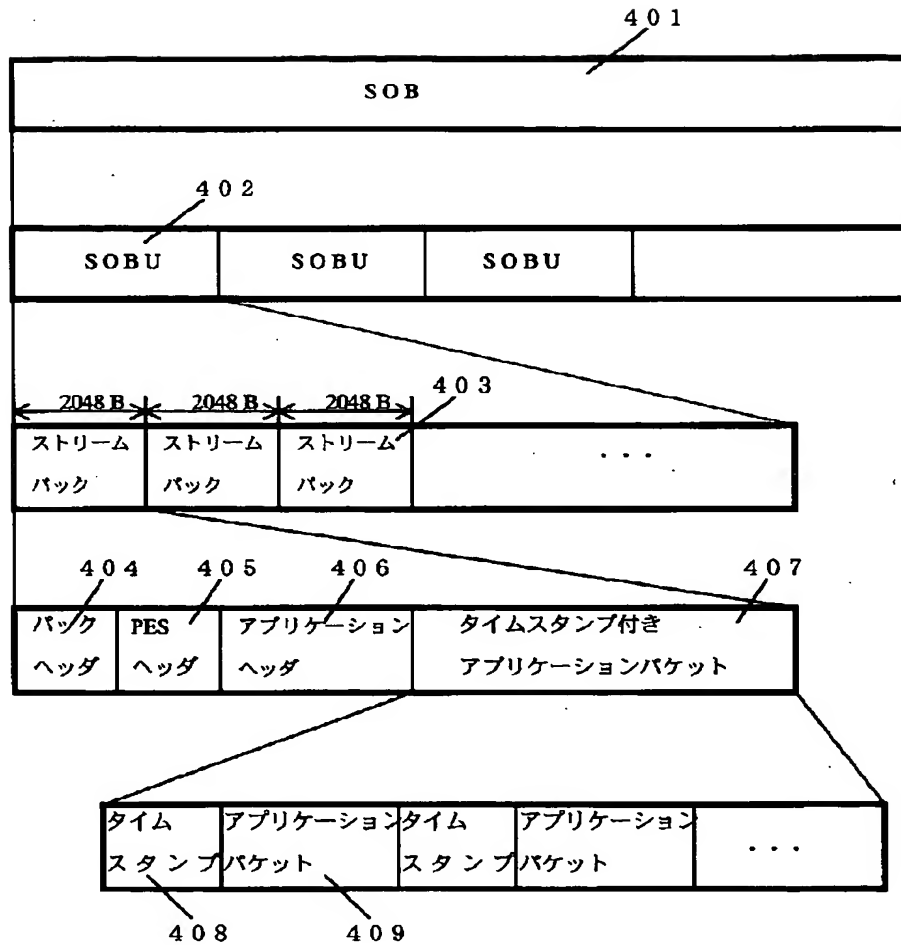 ４０１
SOB
４０２
SOBU SOBU SOBU
４０３
2048 B 2048 B 2048 B
ストリーム ストリーム ストリーム
パック パック パック ・・・
４０４ ４０５ ４０６ ４０７
パック PES アプリケーション タイムスタンプ付き
ヘッダ ヘッダ ヘッダ アプリケーションパケット
タイム アプリケーション タイム アプリケーション
スタンプ パケット スタンプ パケット ・・・
４０８ ４０９